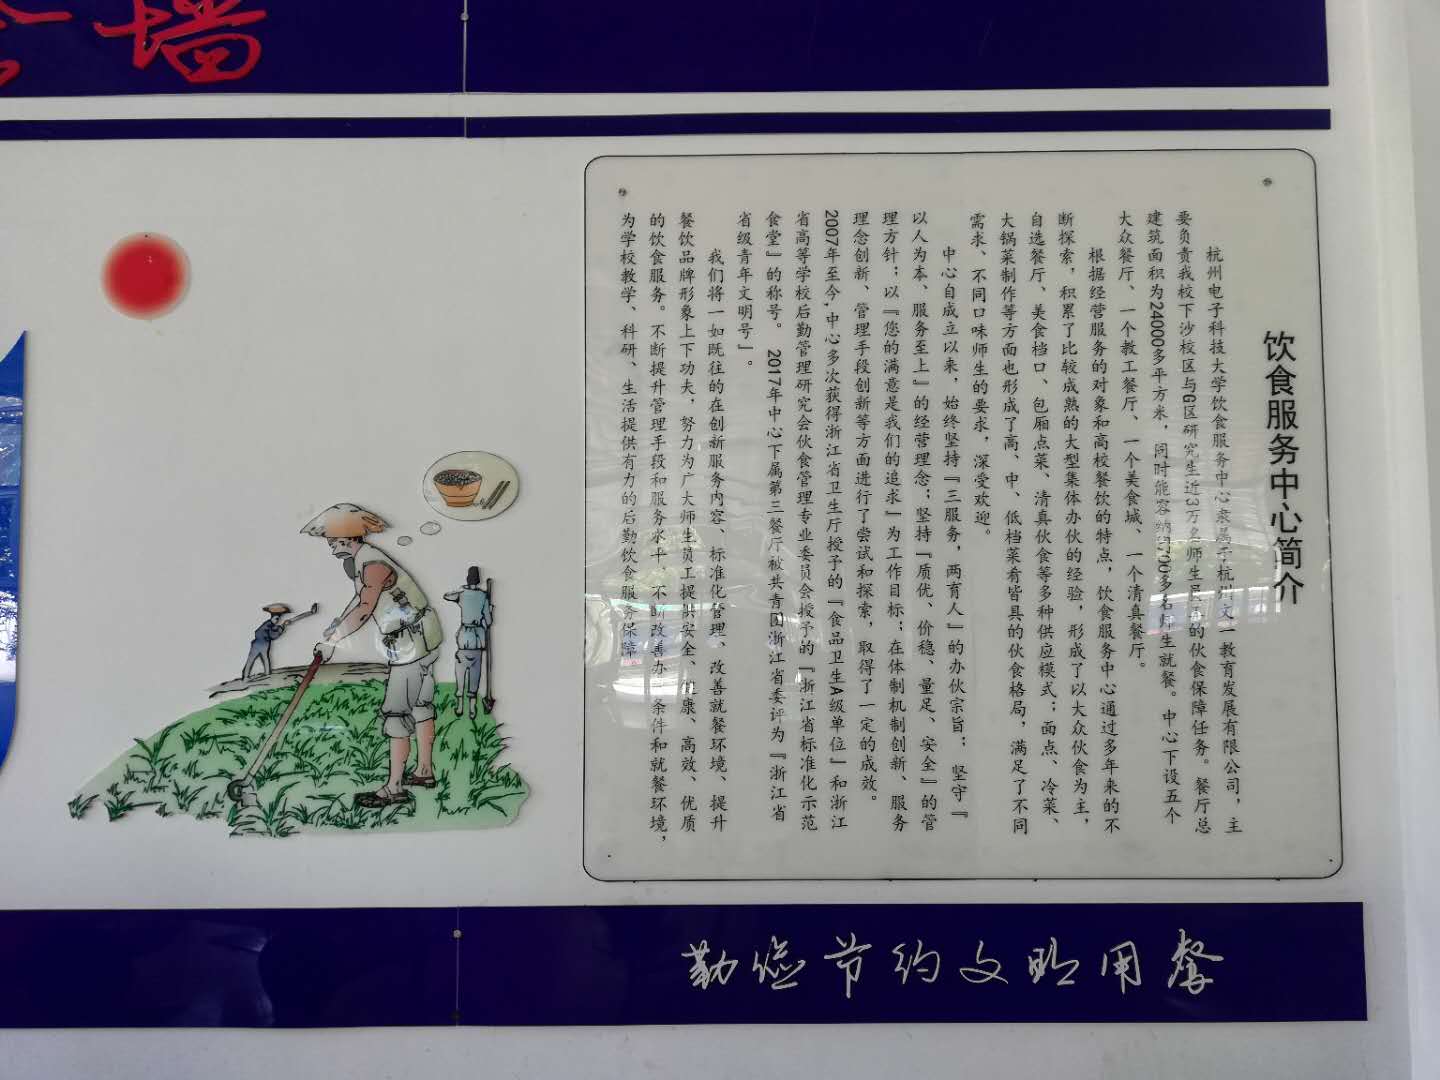 墙
饮食服务中心简介
杭州电子科技大学饮食服务中心隶属于杭州文一教育发展有限公司，主
要负责我校下沙校区与G区研究生近3万名师生员工的伙食保障任务。餐厅总
建筑面积为24000多平方米，同时能容纳 00多名师生就餐。中心下设五个
大众餐厅、一个教工餐厅、一个美食城、一个清真餐厅。
根据经营服务的对象和高校餐饮的特点，饮食服务中心通过多年来的不
断探索，积累了比较成熟的大型集体办伙的经验，形成了以大众伙食为主，
自选餐厅、美食档口、包厢点菜、清真伙食等多种供应模式；面点、冷菜、
大锅菜制作等方面也形成了高、中、低档菜肴皆具的伙食格局，满足了不同
需求、不同口味师生的要求，深受欢迎。
中心自成立以来，始终坚持『三服务，两育人』的办伙宗旨；坚守『
以人为本、服务至上』的经营理念；坚持『质优、价稳、量足、安全』的管
理方针；以『您的满意是我们的追求』为工作目标；在体制机制创新、服务
理念创新、管理手段创新等方面进行了尝试和探索，取得了一定的成效。
2007年至今，中心多次获得浙江省卫生厅授予的『食品卫生A级单位』和浙江
省高等学校后勤管理研究会伙食管理专业委员会授予的『浙江省标准化示范
食堂』的称号。 2017年中心下属第三餐厅被共青团浙江省委评为『浙江省
省级青年文明号』。
我们将一如既往的在创新服务内容、标准化管理、改善就餐环境、提升
餐饮品牌形象上下功夫，努力为广大师生员工提供安全、健康、高效、优质
的饮食服务。不断提升管理手段和服务水平，不断改善办 条件和就餐环境，
为学校教学、科研、生活提供有力的后勤饮食服务保障
勤俭节约文明用餐